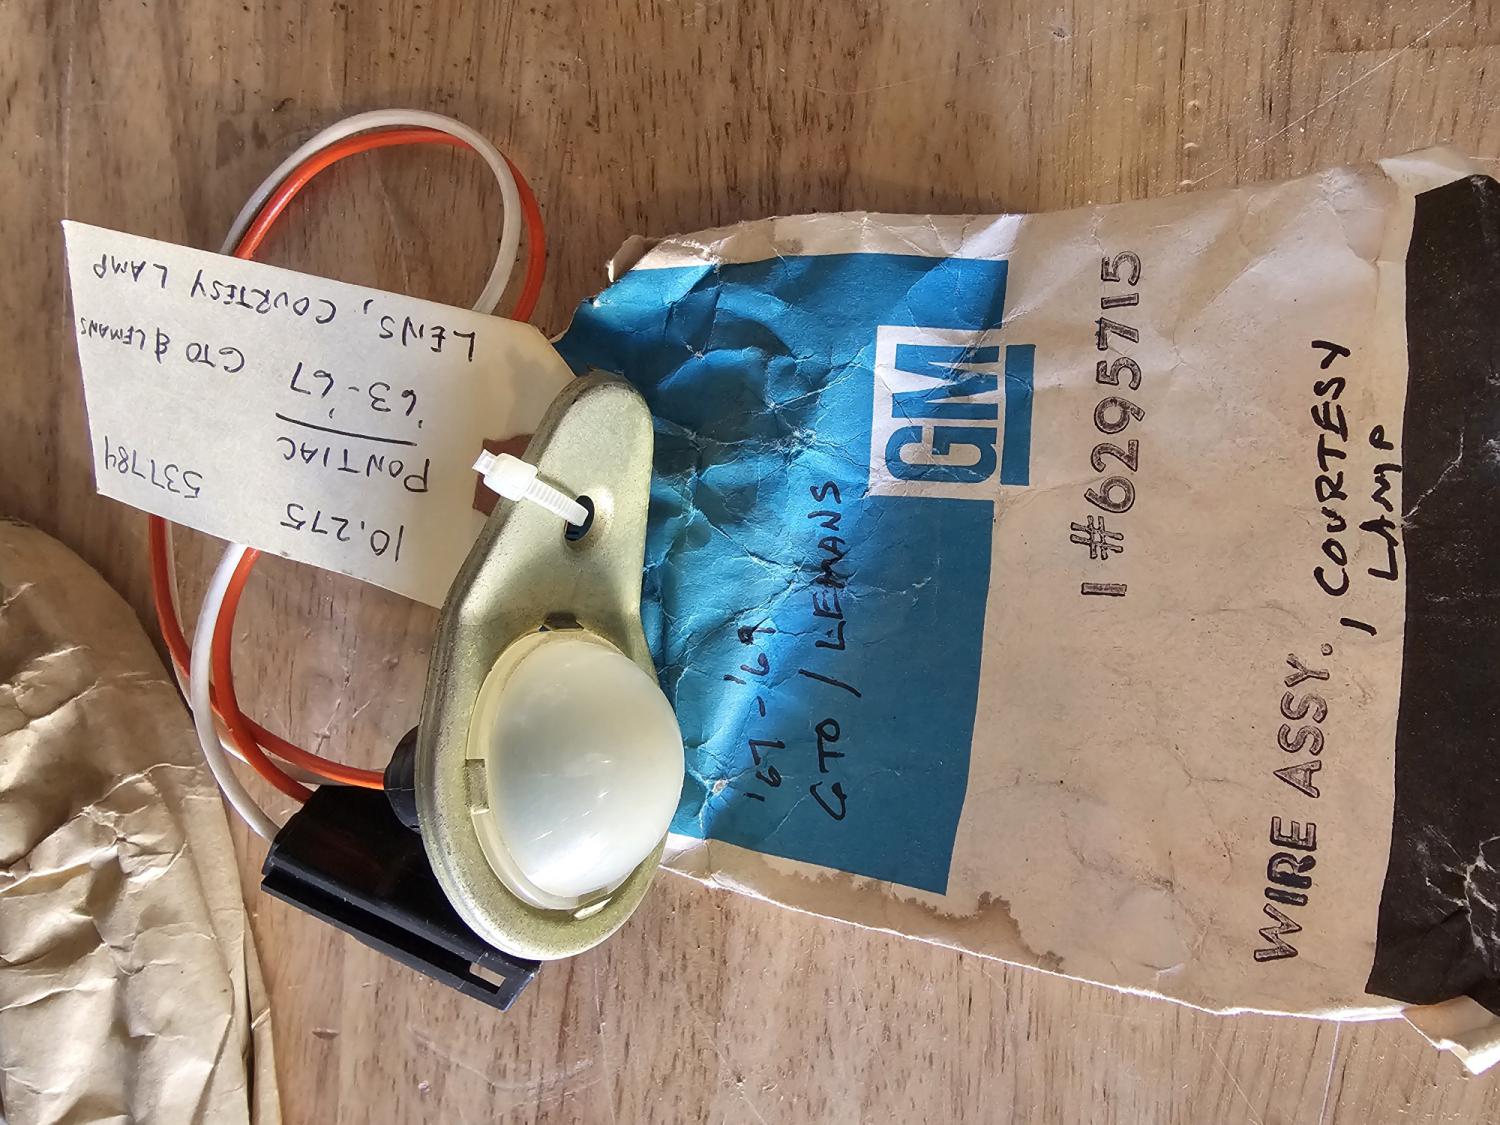 10.275 537784
PONTIAC
'63-'67 GTO & LEMANS
LENS, COURTESY LAMP
'67-'69
GTO / LEMANS
GM
1 #6295715
WIRE ASSY., COURTESY
LAMP